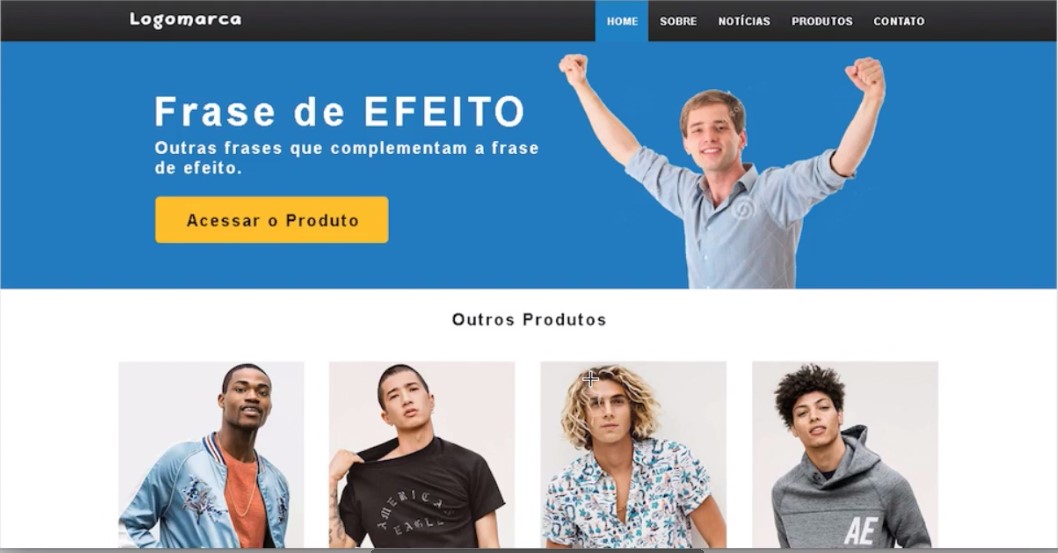 Logomarca
HOME SOBRE NOTÍCIAS PRODUTOS CONTATO
Frase de EFEITO
Outras frases que complementam a frase
de efeito.
Acessar o Produto
Outros Produtos
AMERICAN
EAGLE
AE